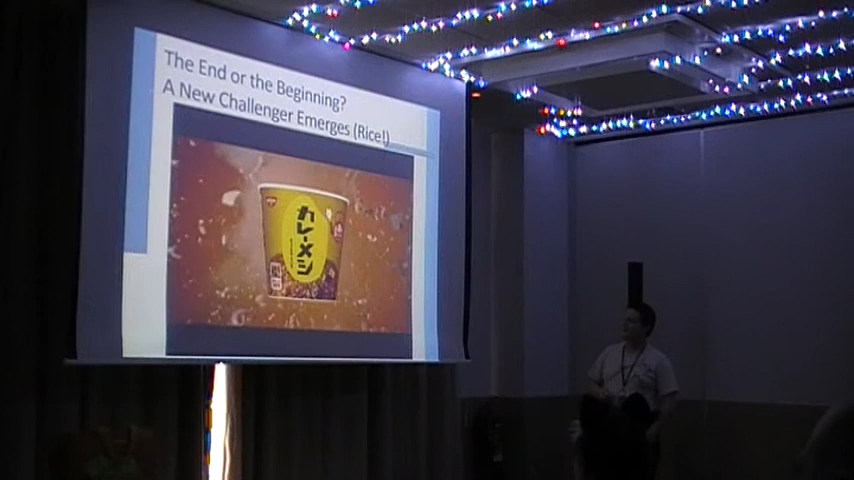 The End or the Beginning?
A New Challenger Emerges (Rice!)
カレーメシ